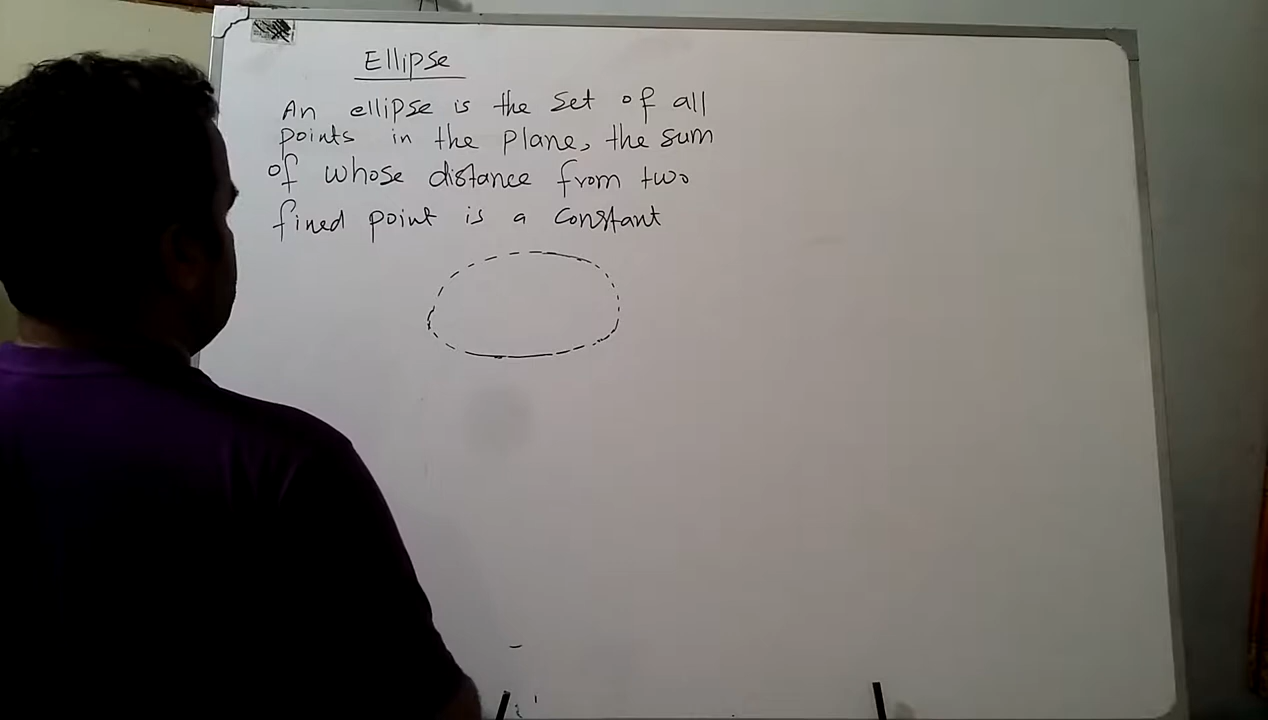 Ellipse
An ellipse is the set of all
points in the plane, the sum
of whose distance from two
fined point is a constant